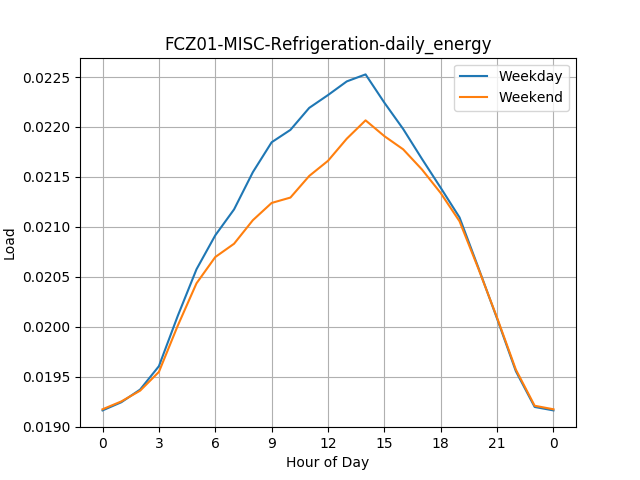 FCZ01-MISC-Refrigeration-daily_energy
Weekday
Weekend
Load
0.0225
0.0220
0.0215
0.0210
0.0205
0.0200
0.0195
0.0190
0 3 6 9 12 15 18 21 0
Hour of Day